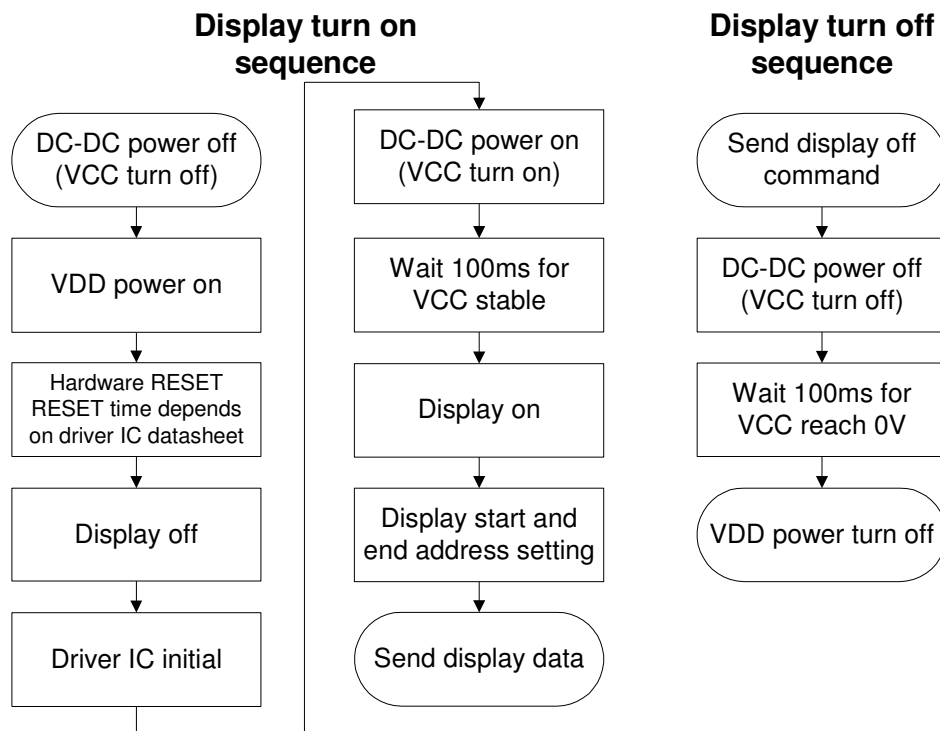 Display turn on
sequence
DC-DC power off
(VCC turn off)
VDD power on
Hardware RESET
RESET time depends
on driver IC datasheet
Display off
Driver IC initial
DC-DC power on
(VCC turn on)
Wait 100ms for
VCC stable
Display on
Display start and
end address setting
Send display data
Display turn off
sequence
Send display off
command
DC-DC power off
(VCC turn off)
Wait 100ms for
VCC reach 0V
VDD power turn off